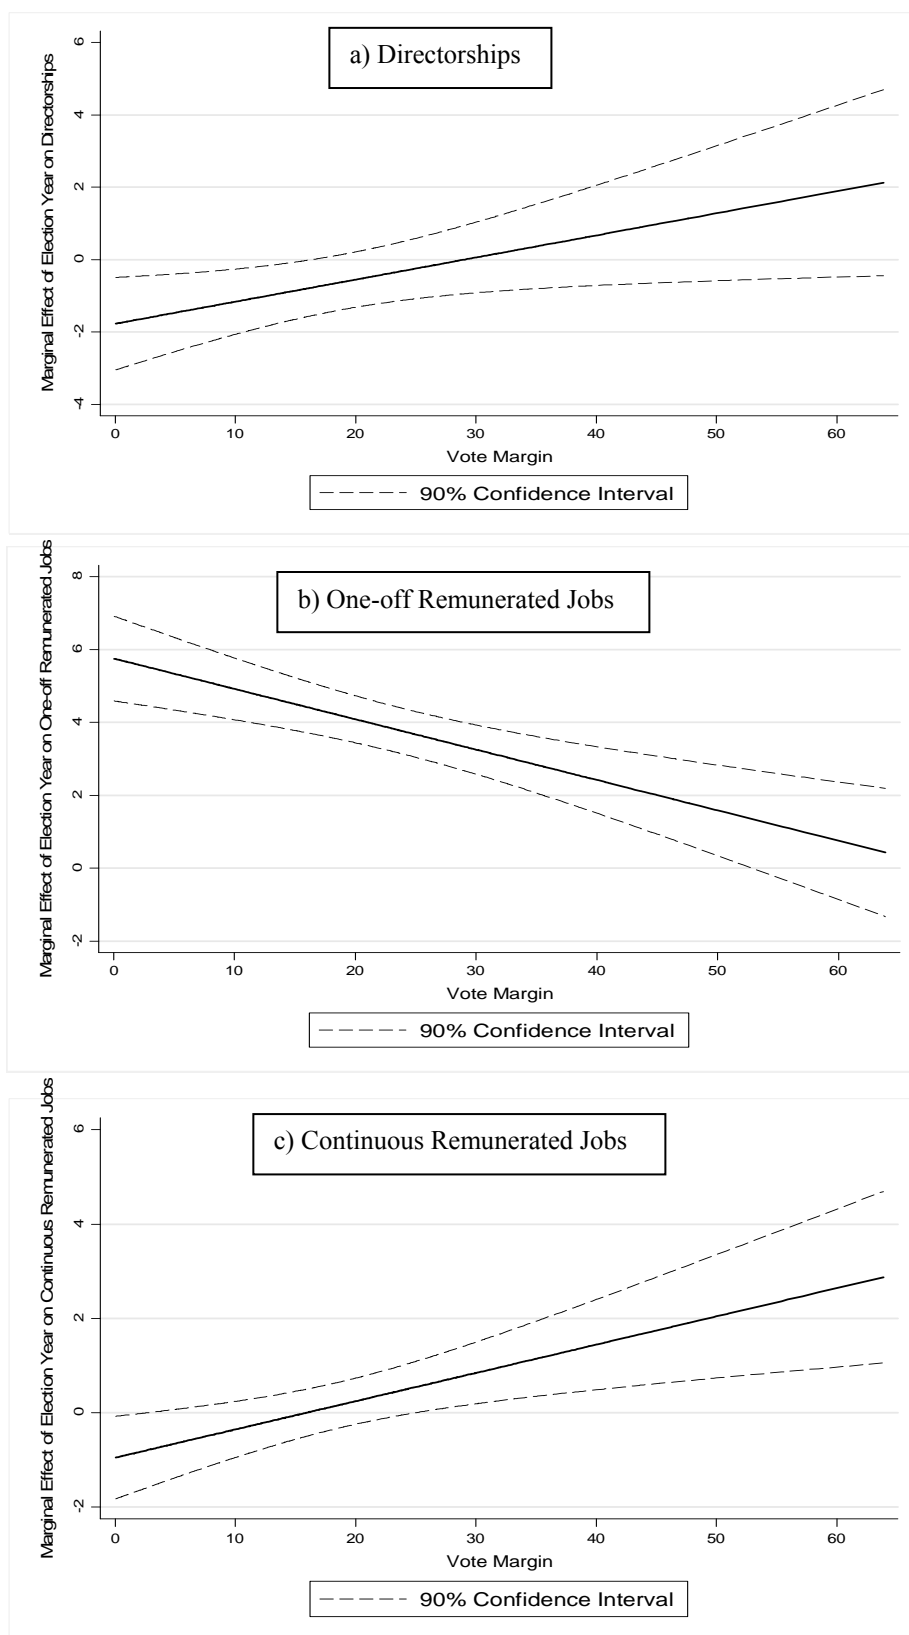 a) Directorships
Marginal Effect of Election Year on Directorships
6
4
2
0
-2
-4
0 10 20 30 40 50 60
Vote Margin
90% Confidence Interval
b) One-off Remunerated Jobs
Marginal Effect of Election Year on One-off Remunerated Jobs
8
6
4
2
0
-2
0 10 20 30 40 50 60
Vote Margin
90% Confidence Interval
c) Continuous Remunerated Jobs
Marginal Effect of Election Year on Continuous Remunerated Jobs
6
4
2
0
-2
0 10 20 30 40 50 60
Vote Margin
90% Confidence Interval